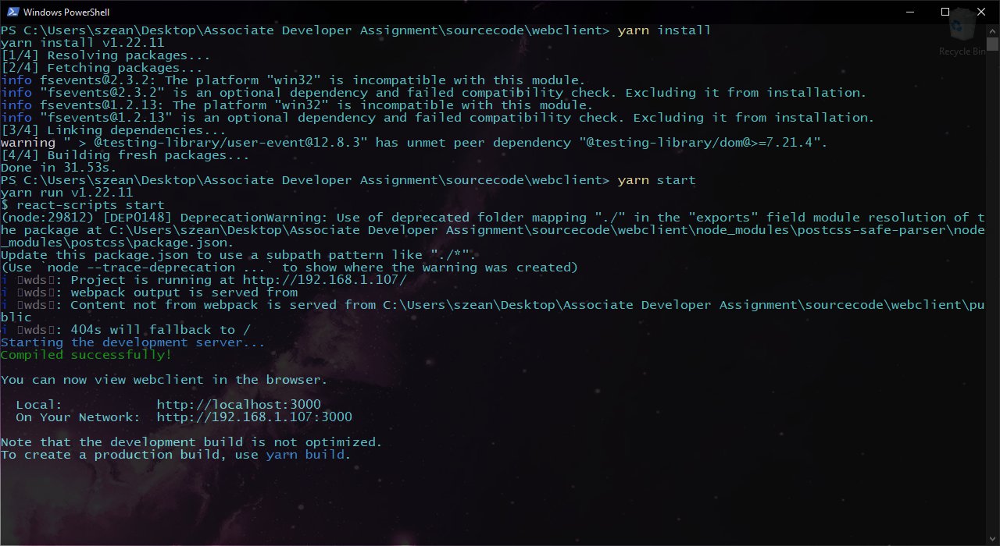 Windows PowerShell
Recycle Bin
PS C:\Users\szean\Desktop\Associate Developer Assignment\sourcecode\webclient> yarn install
yarn install v1.22.11
[1/4] Resolving packages...
[2/4] Fetching packages...
info fsevents@2.3.2: The platform "win32" is incompatible with this module.
info "fsevents@2.3.2" is an optional dependency and failed compatibility check. Excluding it from installation.
info fsevents@1.2.13: The platform "win32" is incompatible with this module.
info "fsevents@1.2.13" is an optional dependency and failed compatibility check. Excluding it from installation.
[3/4] Linking dependencies...
warning " > @testing-library/user-event@12.8.3" has unmet peer dependency "@testing-library/dom@>=7.21.4".
[4/4] Building fresh packages...
Done in 31.53s.
PS C:\Users\szean\Desktop\Associate Developer Assignment\sourcecode\webclient> yarn start
yarn run v1.22.11
$ react-scripts start
(node:29812) [DEP0148] DeprecationWarning: Use of deprecated folder mapping "./" in the "exports" field module resolution of t
he package at C:\Users\szean\Desktop\Associate Developer Assignment\sourcecode\webclient\node_modules\postcss-safe-parser\node
_modules\postcss\package.json.
Update this package.json to use a subpath pattern like "./*".
(Use `node --trace-deprecation ...` to show where the warning was created)
i ▯wds▯: Project is running at http://192.168.1.107/
i ▯wds▯: webpack output is served from
i ▯wds▯: Content not from webpack is served from C:\Users\szean\Desktop\Associate Developer Assignment\sourcecode\webclient\pu
blic
i ▯wds▯: 404s will fallback to /
Starting the development server...
Compiled successfully!
You can now view webclient in the browser.
Local: http://localhost:3000
On Your Network: http://192.168.1.107:3000
Note that the development build is not optimized.
To create a production build, use yarn build.